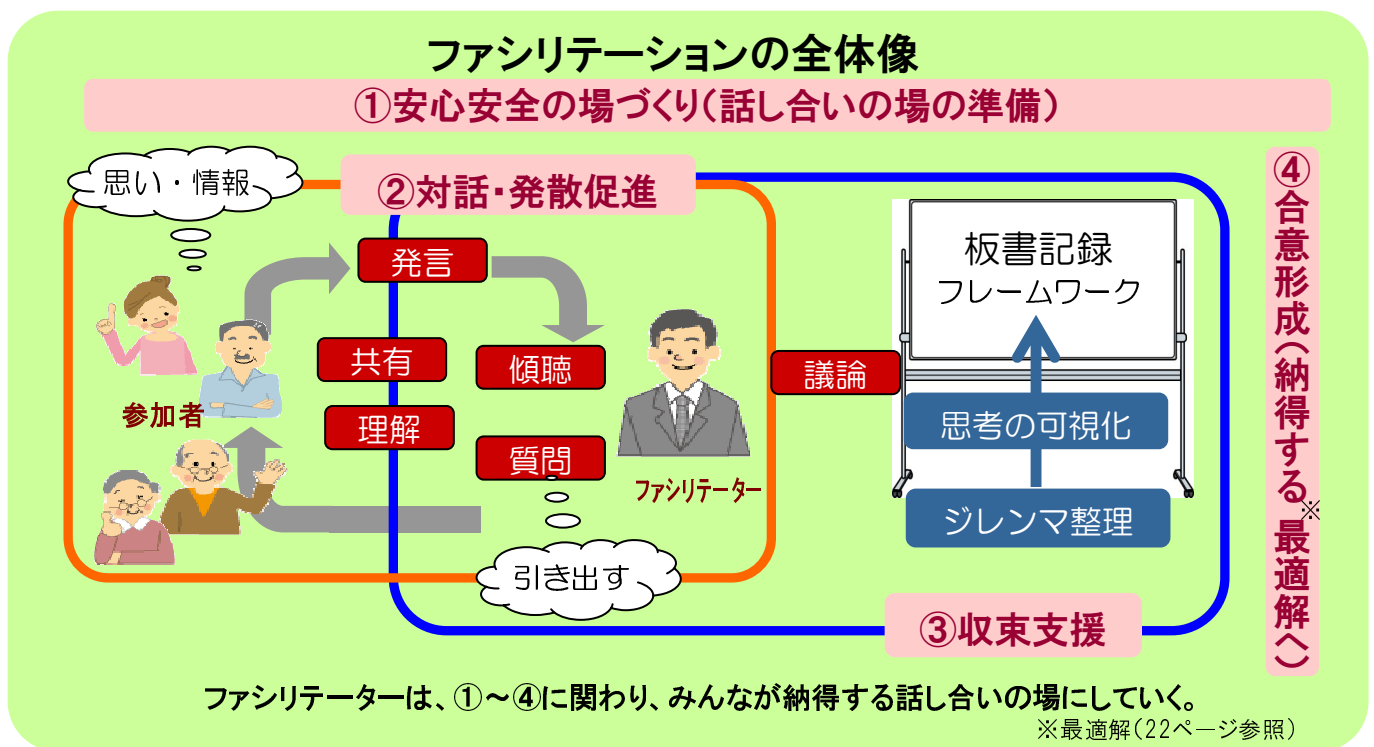 ファシリテーションの全体像
①安心安全の場づくり（話し合いの場の準備）
思い・情報
②対話・発散促進
発言
共有
傾聴
理解
質問
参加者
ファシリテーター
引き出す
議論
板書記録
フレームワーク
思考の可視化
ジレンマ整理
③収束支援
④合意形成（納得する※最適解へ）
ファシリテーターは、①～④に関わり、みんなが納得する話し合いの場にしていく。
※最適解（22ページ参照）